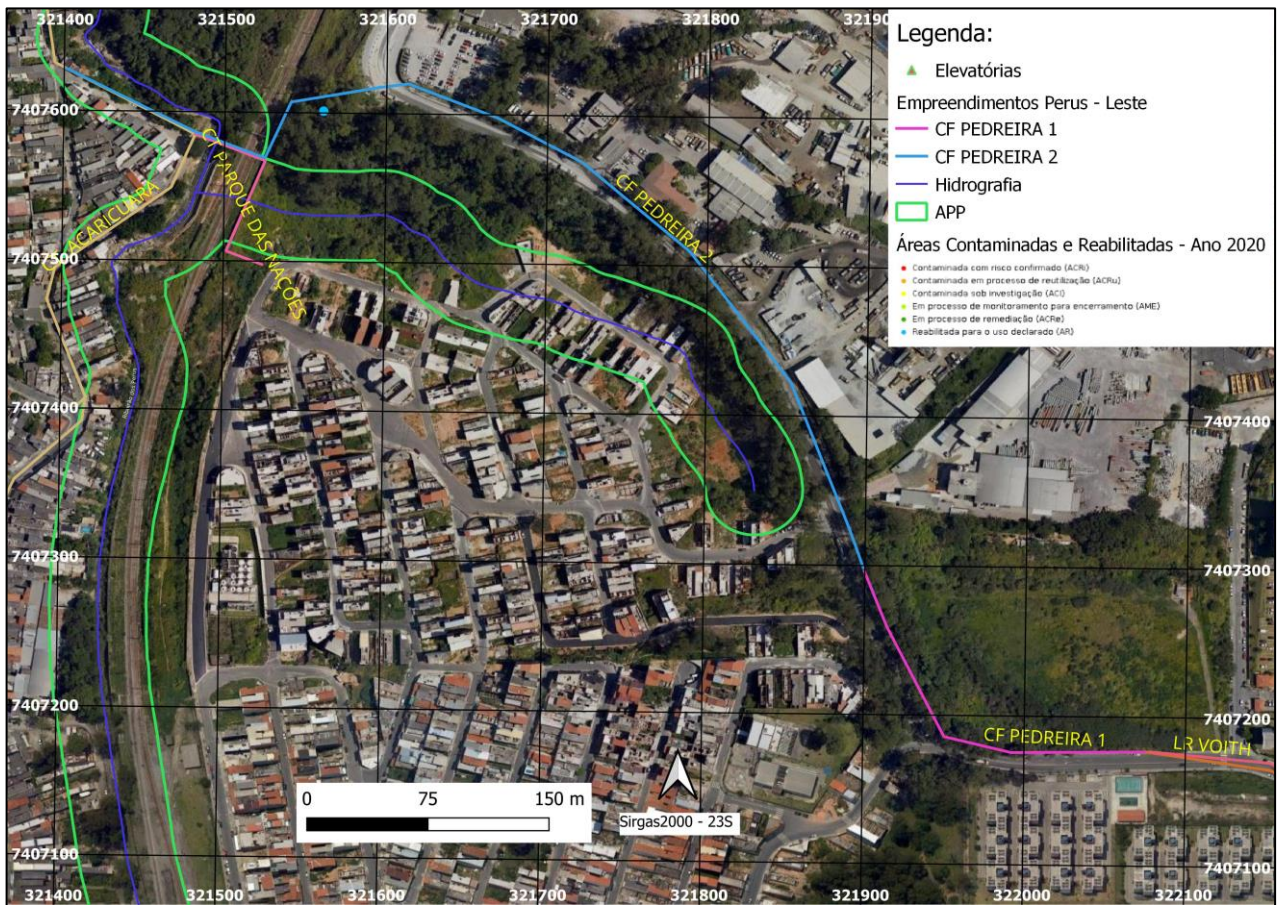 321400
321500
321600
321700
321800
321900
Legenda:
Elevatórias
Empreendimentos Perus - Leste
CF PEDREIRA 1
CF PEDREIRA 2
Hidrografia
APP
Áreas Contaminadas e Reabilitadas - Ano 2020
Contaminada com risco confirmado (ACRi)
Contaminada em processo de reutilização (ACRu)
Contaminada sob investigação (ACI)
Em processo de monitoramento para encerramento (AME)
Em processo de remediação (ACRe)
Reabilitada para o uso declarado (AR)
7407600
CF PARQUE DAS NAÇÕES
ACARICUARA
CF PEDREIRA 2
7407500
7407400
7407400
7407300
7407300
7407200
7407200
CF PEDREIRA 1
LR VOITH
0 75 150 m
Sirgas2000 - 23S
7407100
7407100
321400
321500
321600
321700
321800
321900
322000
322100